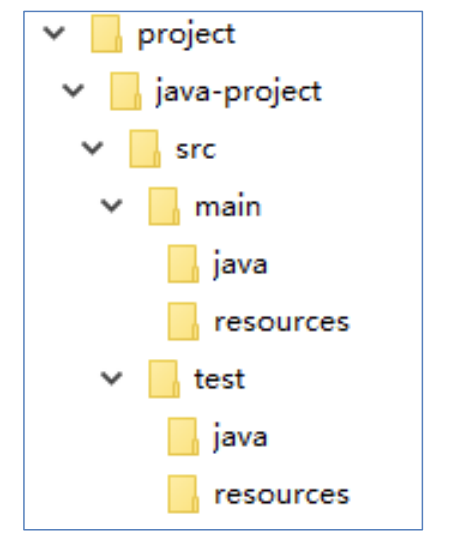 project
java-project
src
main
java
resources
test
java
resources